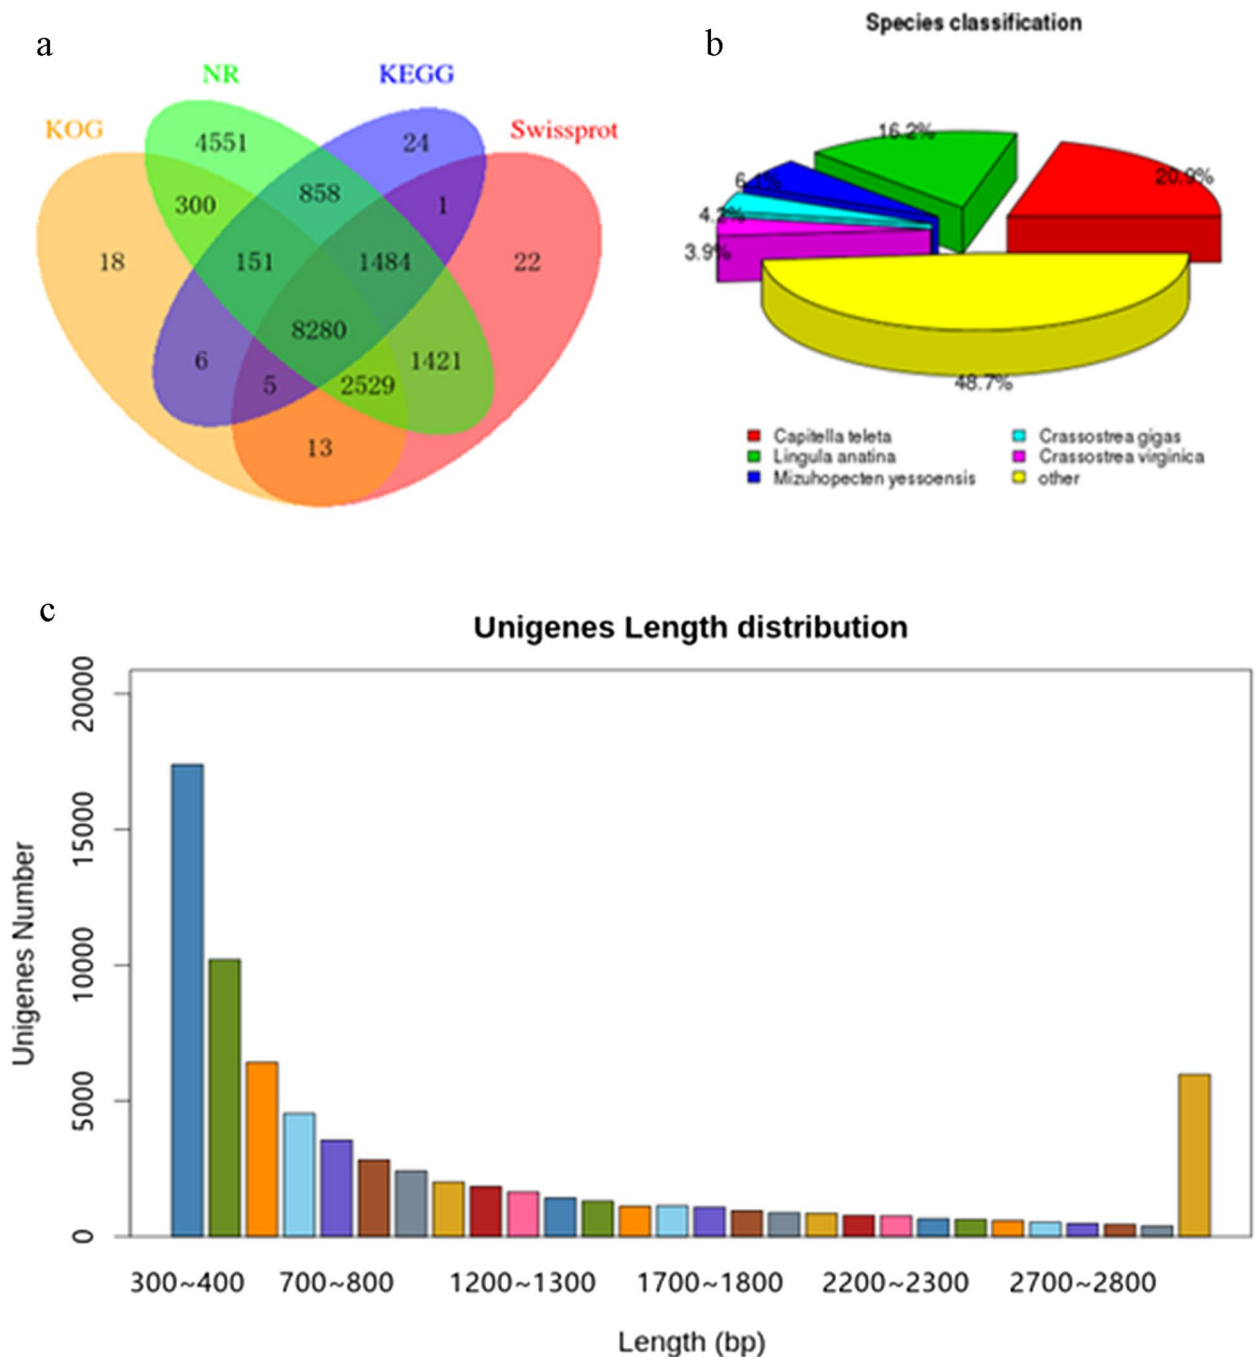 a
NR
KEGG
KOG
Swissprot
4551
24
300
858
1
18
151
1484
22
8280
6
5
2529
1421
13
b
Species classification
16.2%
20.9%
6.1%
4.2%
3.9%
48.7%
Capitella teleta
Lingula anatina
Mizuhopecten yessoensis
Crassostrea gigas
Crassostrea virginica
other
c
Unigenes Length distribution
Unigenes Number
20000
15000
10000
5000
0
300~400 700~800 1200~1300 1700~1800 2200~2300 2700~2800
Length (bp)